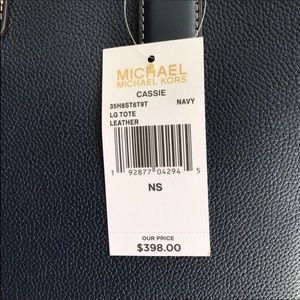 MICHAEL
MICHAEL KORS
CASSIE
35H8ST6T9T NAVY
LG TOTE
LEATHER
1 92877 04294 5
NS
OUR PRICE
$398.00